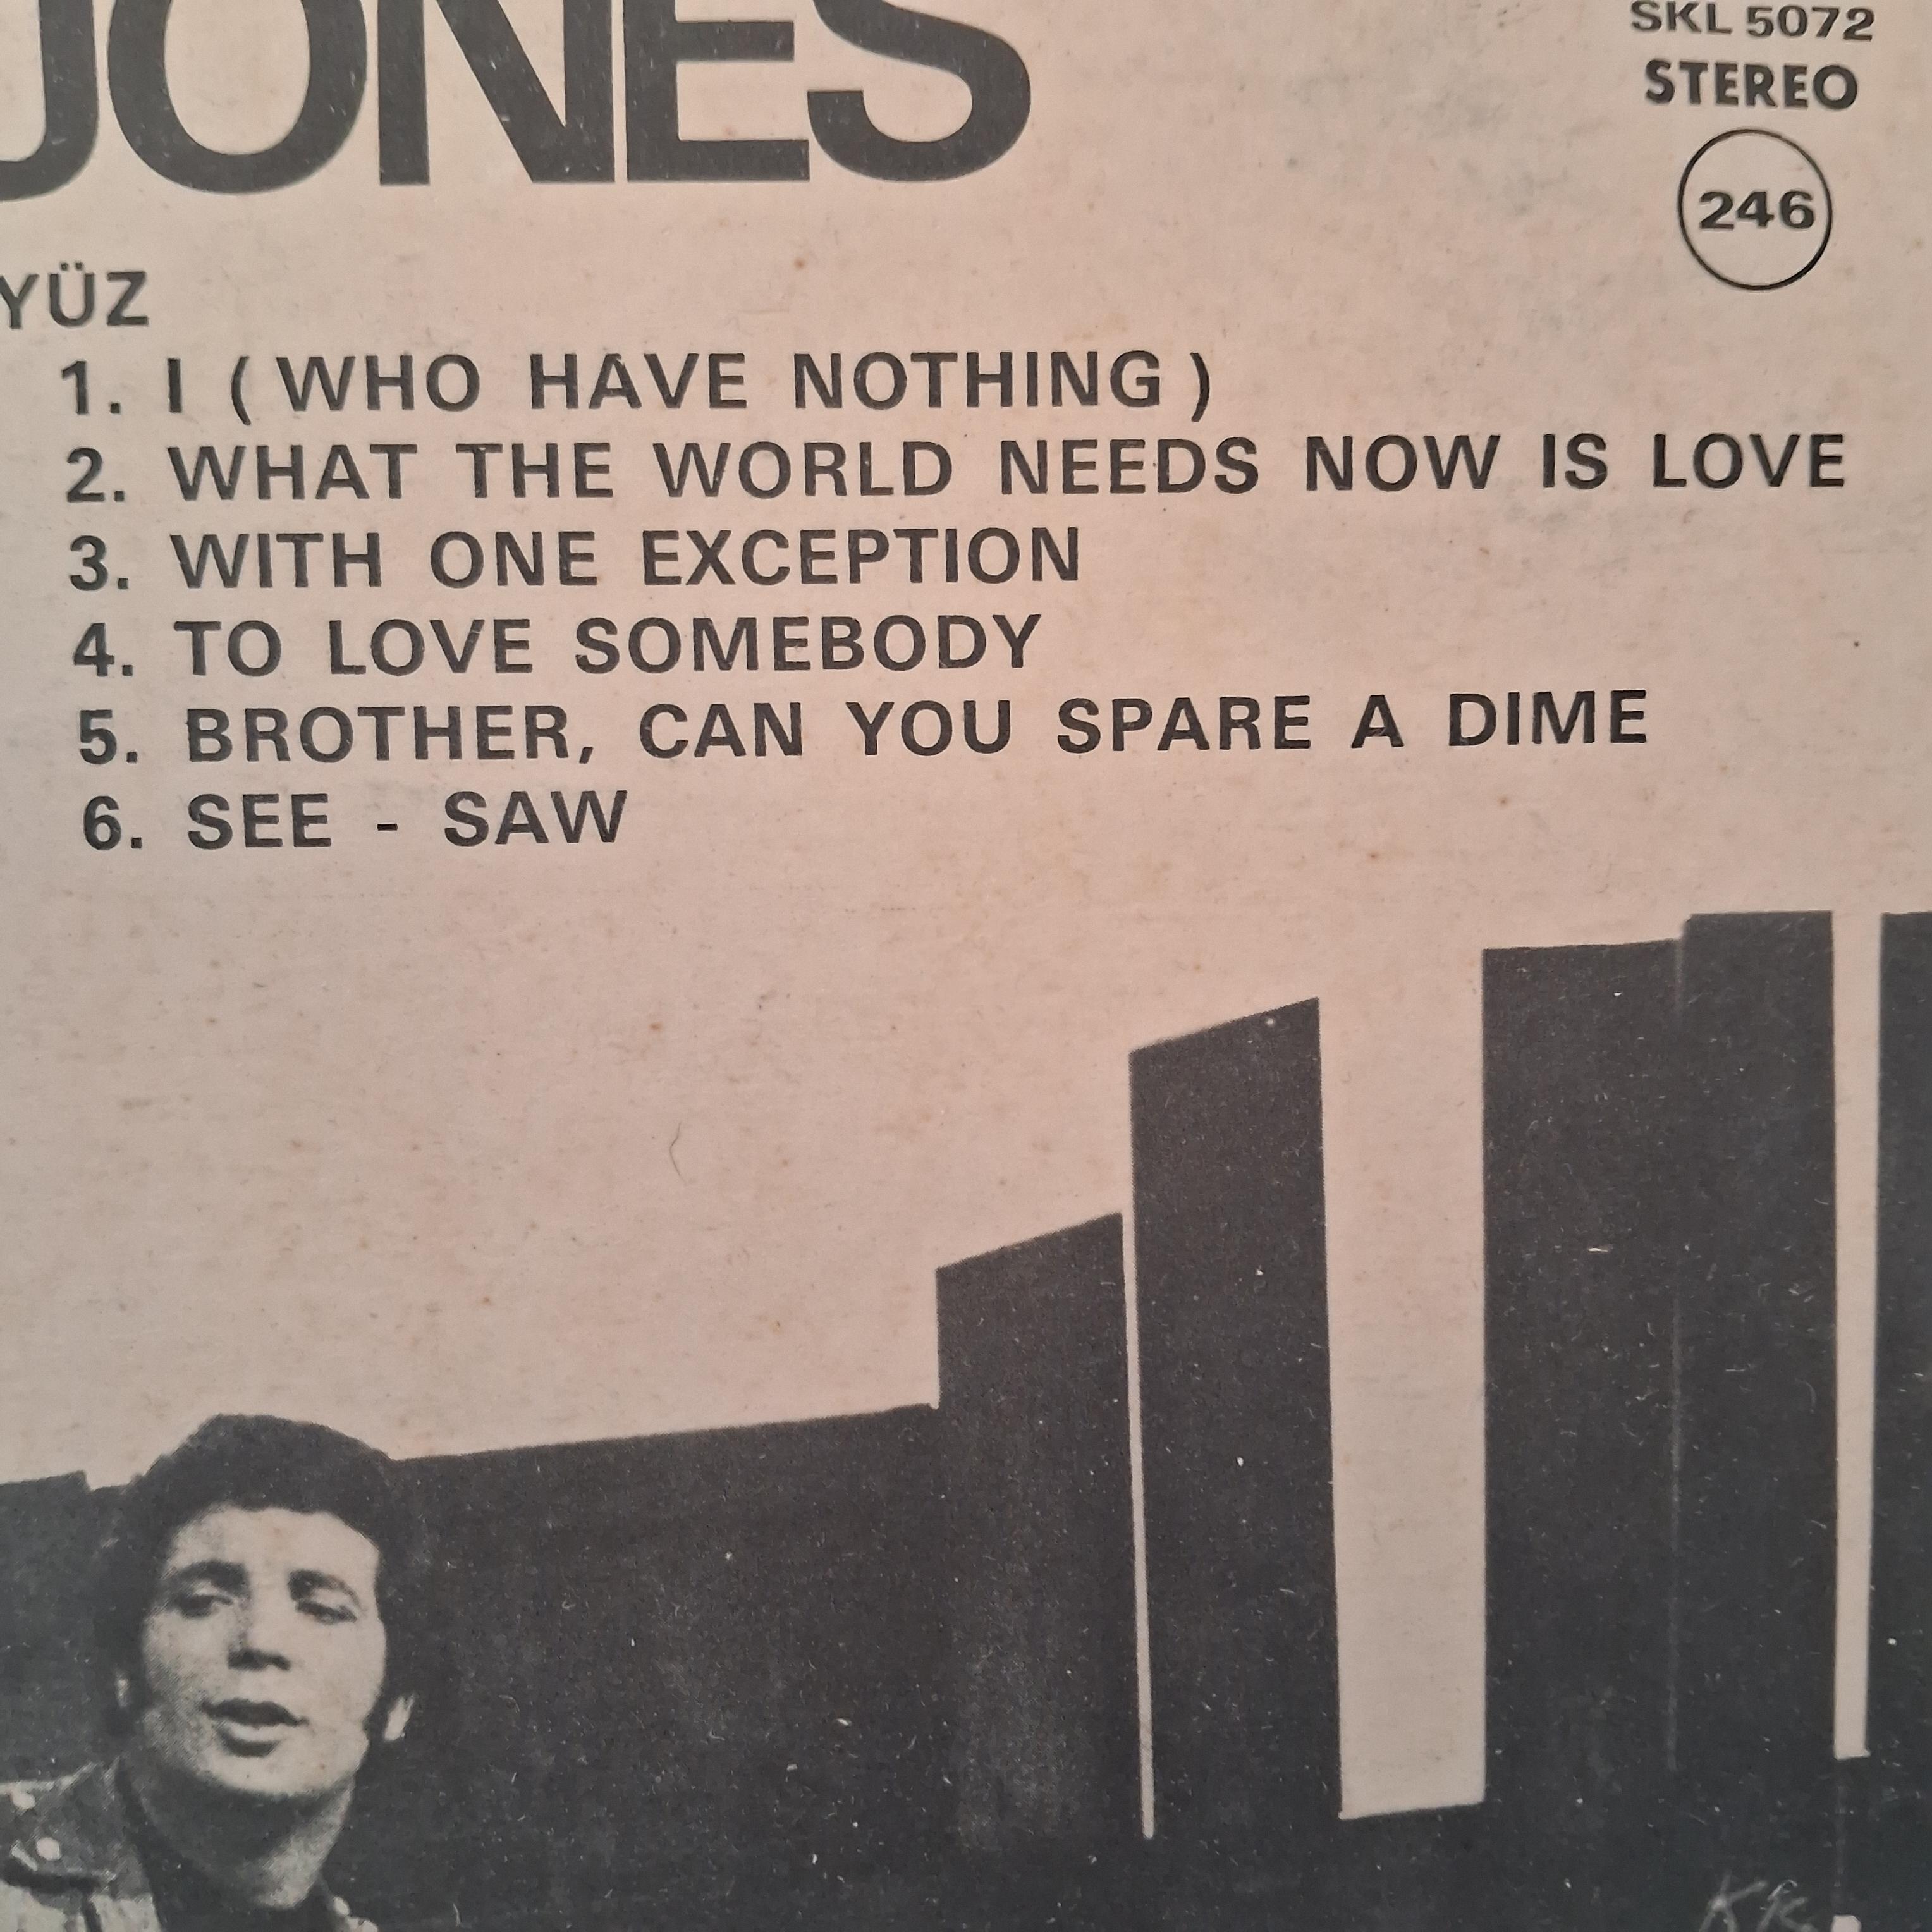 JONES
SKL 5072
STEREO
246
YÜZ
1. I ( WHO HAVE NOTHING )
2. WHAT THE WORLD NEEDS NOW IS LOVE
3. WITH ONE EXCEPTION
4. TO LOVE SOMEBODY
5. BROTHER, CAN YOU SPARE A DIME
6. SEE - SAW